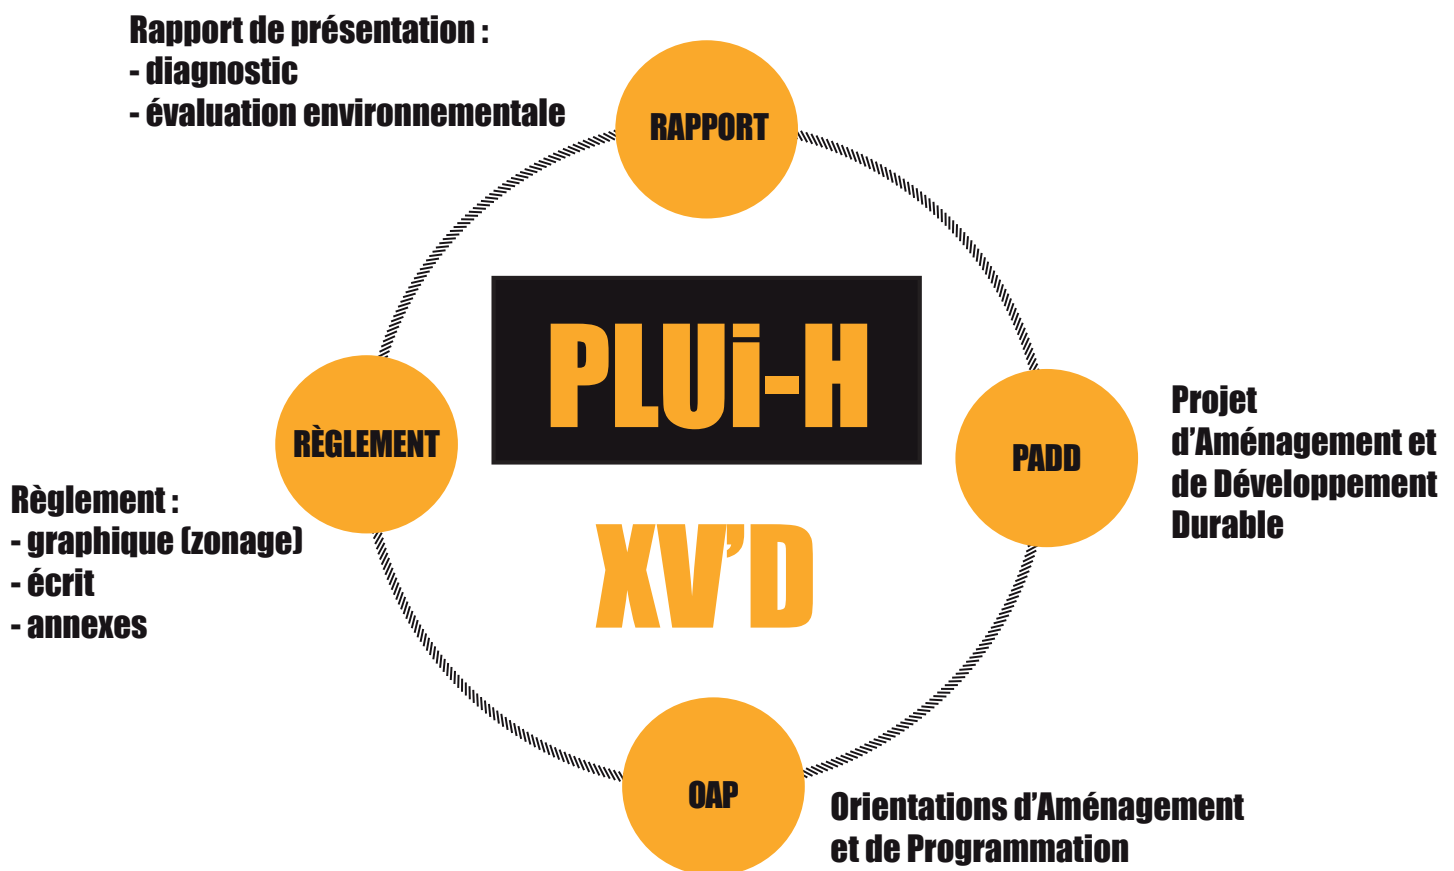 Rapport de présentation :
- diagnostic
- évaluation environnementale
RAPPORT
PLUi-H
XV’D
PADD
Projet
d’Aménagement et
de Développement
Durable
OAP
Orientations d’Aménagement
et de Programmation
RÈGLEMENT
Règlement :
- graphique (zonage)
- écrit
- annexes